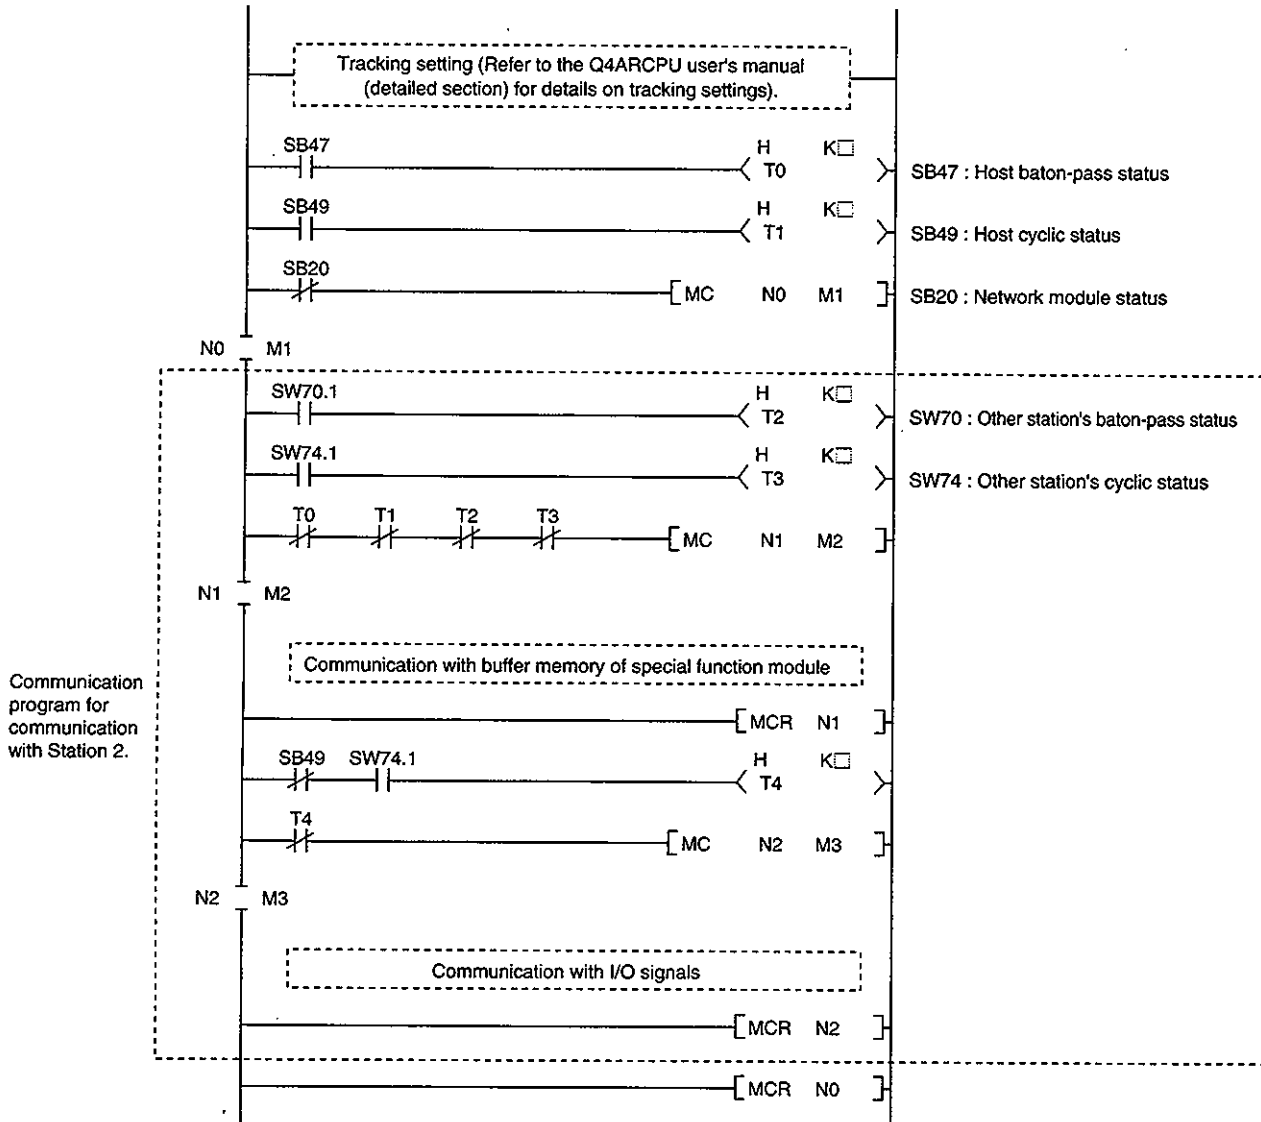 Tracking setting (Refer to the Q4ARCPU user's manual
(detailed section) for details on tracking settings).
SB47
H K□
T0
SB47 : Host baton-pass status
SB49
H K□
T1
SB49 : Host cyclic status
SB20
MC N0 M1
SB20 : Network module status
N0 M1
SW70.1
H K□
T2
SW70 : Other station's baton-pass status
SW74.1
H K□
T3
SW74 : Other station's cyclic status
T0 T1 T2 T3
MC N1 M2
N1 M2
Communication with buffer memory of special function module
Communication
program for
communication
with Station 2.
MCR N1
SB49 SW74.1
H K□
T4
T4
MC N2 M3
N2 M3
Communication with I/O signals
MCR N2
MCR N0